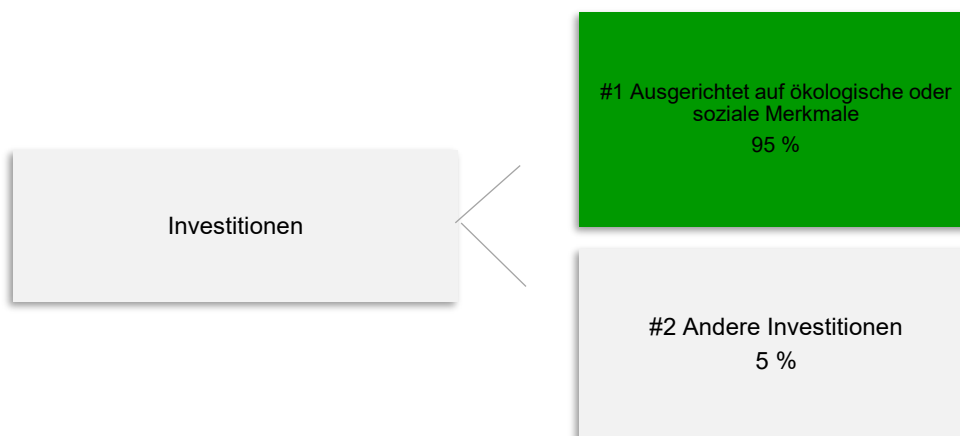 #1 Ausgerichtet auf ökologische oder
soziale Merkmale
95 %
Investitionen
#2 Andere Investitionen
5 %